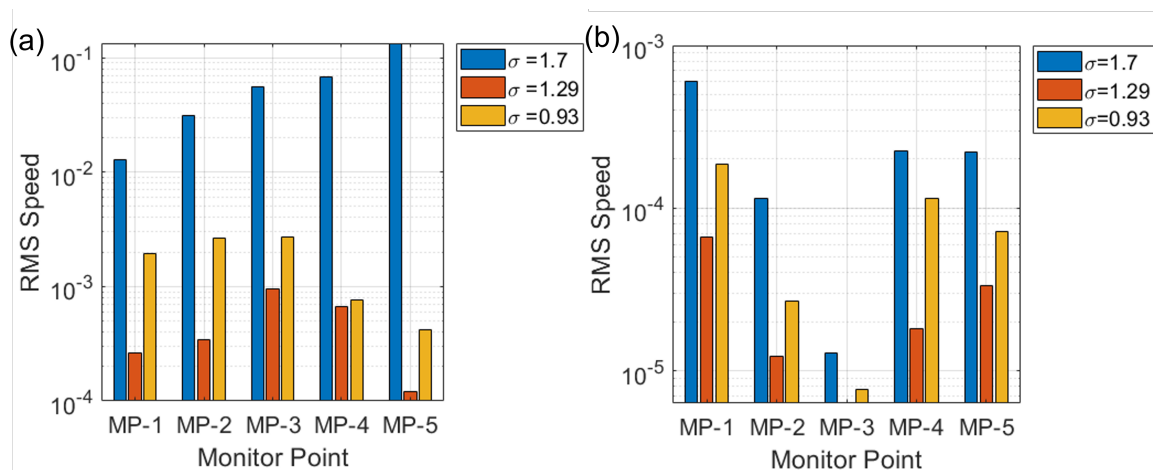 (a)
10^-1
10^-2
10^-3
10^-4
RMS Speed
MP-1 MP-2 MP-3 MP-4 MP-5
Monitor Point
σ =1.7
σ =1.29
σ =0.93
(b)
10^-3
10^-4
10^-5
RMS Speed
MP-1 MP-2 MP-3 MP-4 MP-5
Monitor Point
σ=1.7
σ=1.29
σ=0.93